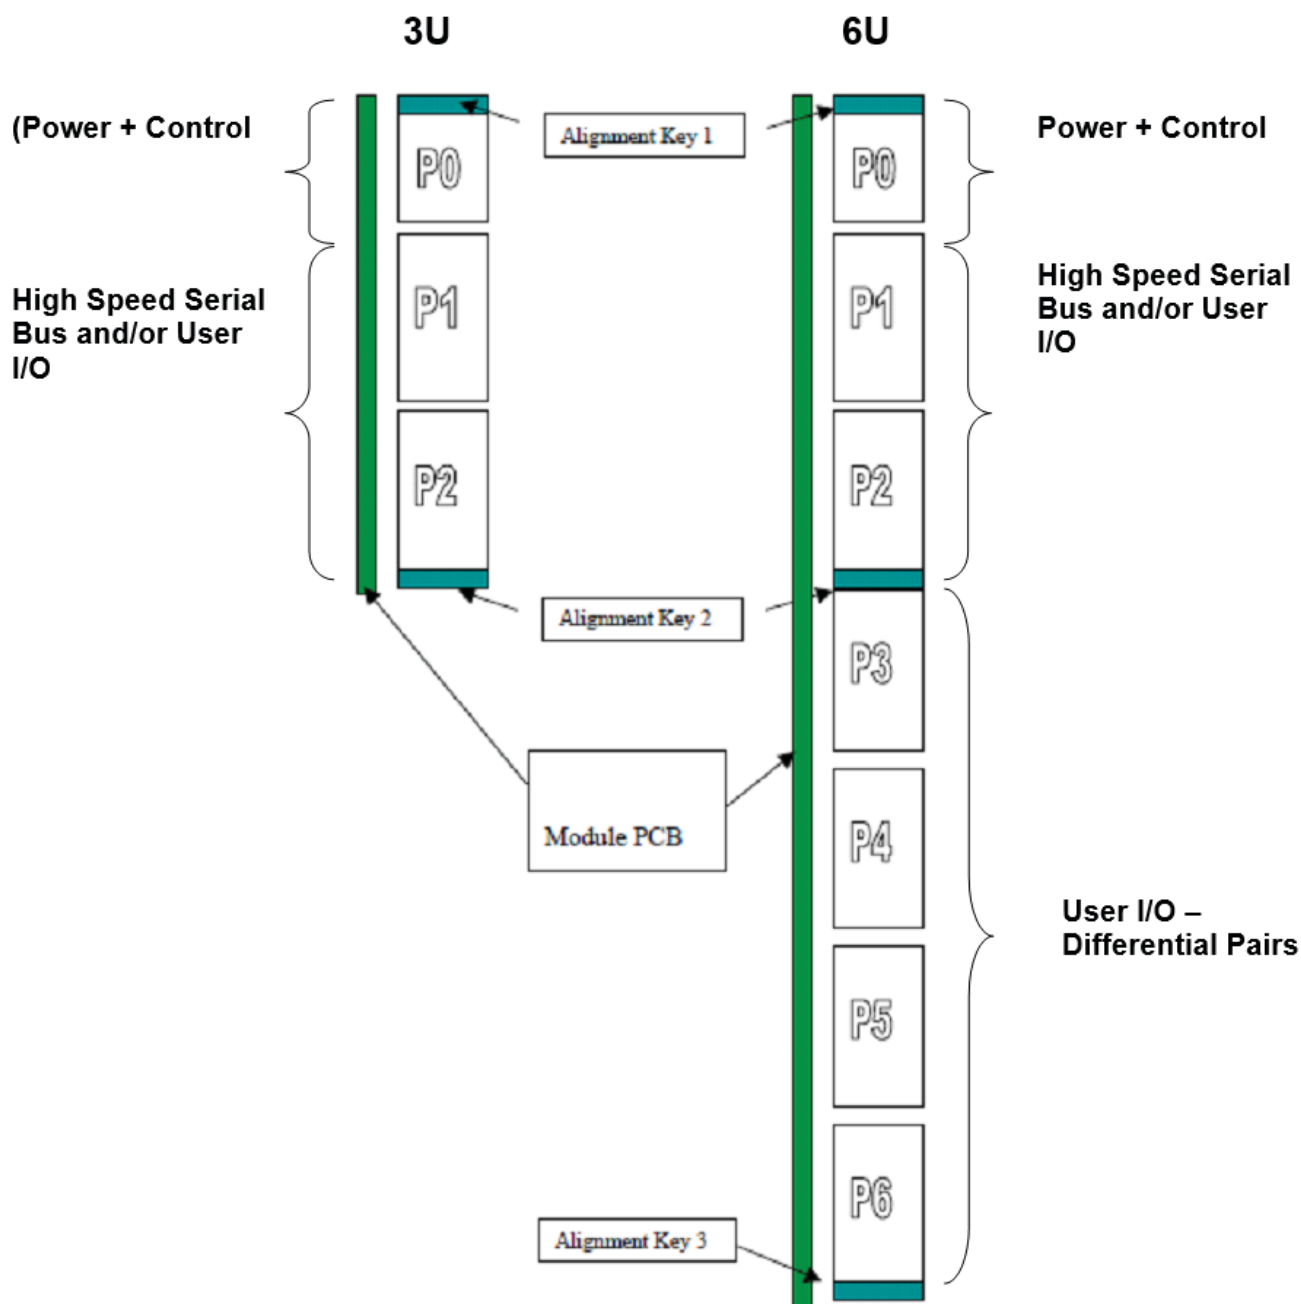 3U
6U
(Power + Control
Alignment Key 1
Power + Control
P0
P0
High Speed Serial
Bus and/or User
I/O
P1
P1
High Speed Serial
Bus and/or User
I/O
P2
P2
Alignment Key 2
P3
Module PCB
P4
User I/O –
Differential Pairs
P5
P6
Alignment Key 3